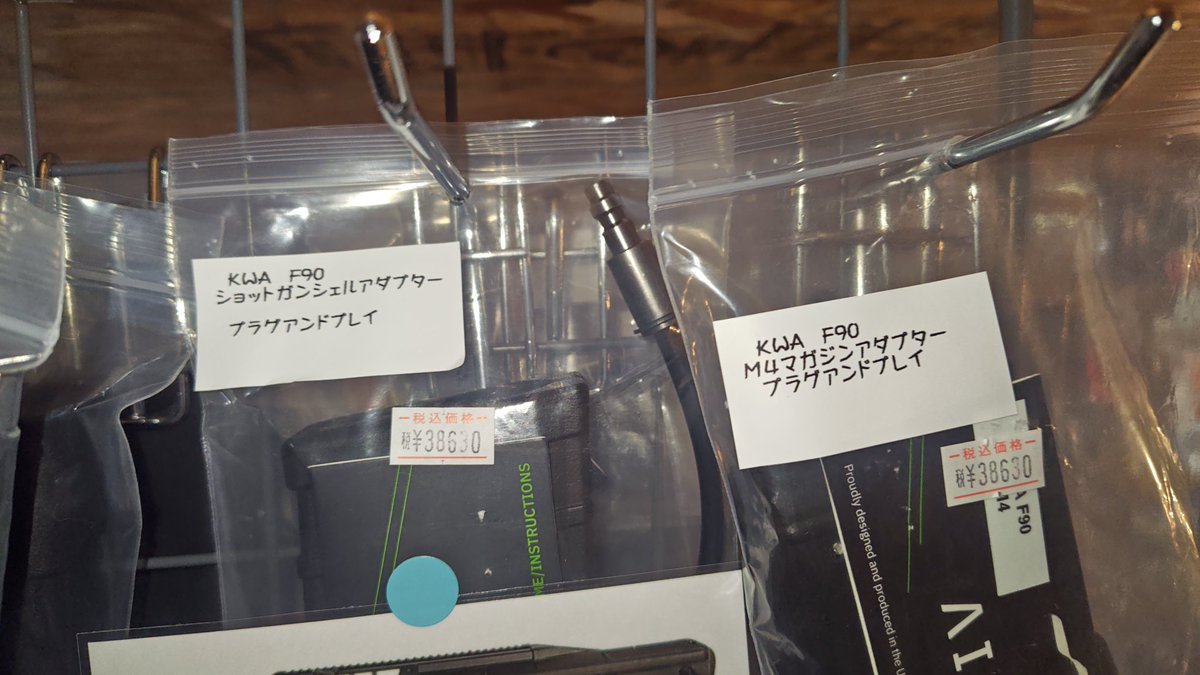 KWA F90
ショットガンシェルアダプター
プラグアンドプレイ
税込価格
税¥38630
ME/INSTRUCTIONS
KWA F90
M4マガジンアダプター
プラグアンドプレイ
税込価格
税¥38630
A F90
14
Proudly designed and produced in the U